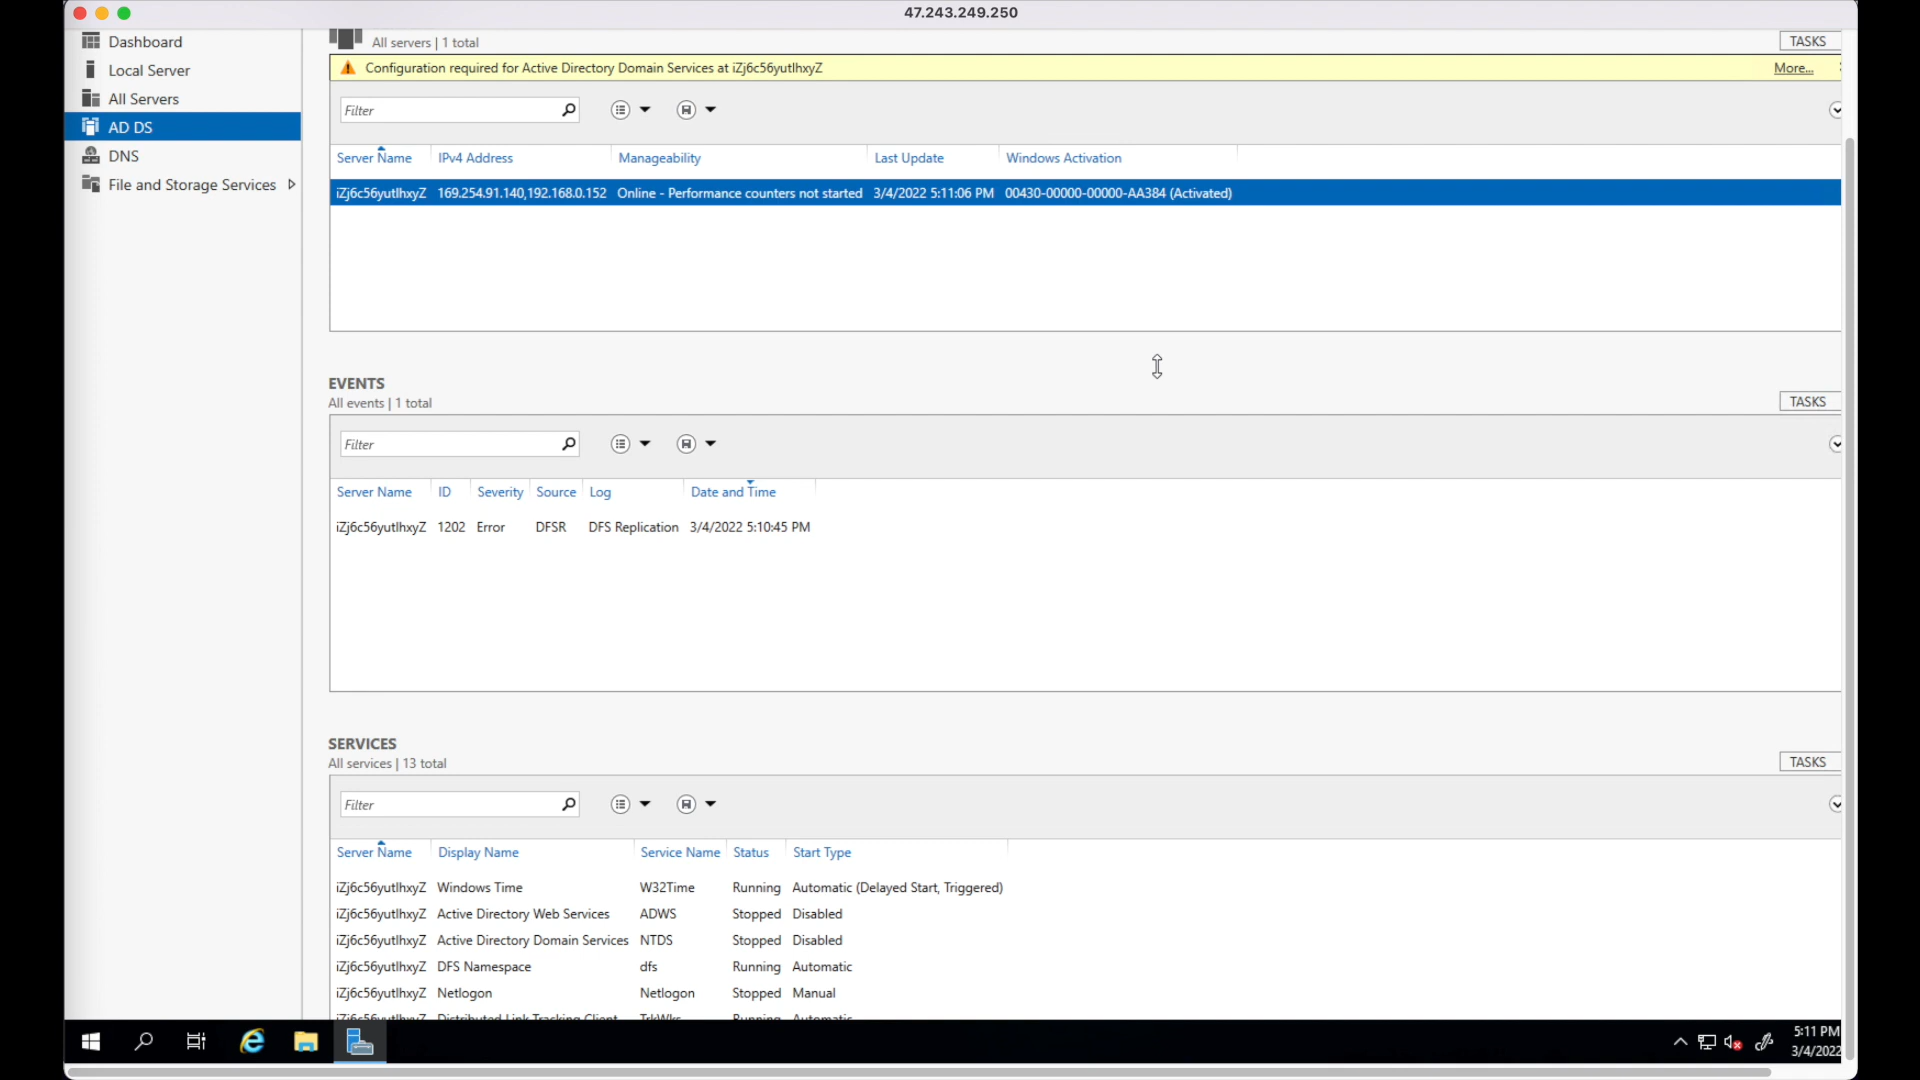 47.243.249.250
Dashboard
Local Server
All Servers
AD DS
DNS
File and Storage Services
All servers | 1 total
TASKS
Configuration required for Active Directory Domain Services at iZj6c56yutlhxyZ
More...
Filter
Server Name IPv4 Address Manageability Last Update Windows Activation
iZj6c56yutlhxyZ 169.254.91.140,192.168.0.152 Online - Performance counters not started 3/4/2022 5:11:06 PM 00430-00000-00000-AA384 (Activated)
EVENTS
All events | 1 total
TASKS
Filter
Server Name ID Severity Source Log Date and Time
iZj6c56yutlhxyZ 1202 Error DFSR DFS Replication 3/4/2022 5:10:45 PM
SERVICES
All services | 13 total
TASKS
Filter
Server Name Display Name Service Name Status Start Type
iZj6c56yutlhxyZ Windows Time W32Time Running Automatic (Delayed Start, Triggered)
iZj6c56yutlhxyZ Active Directory Web Services ADWS Stopped Disabled
iZj6c56yutlhxyZ Active Directory Domain Services NTDS Stopped Disabled
iZj6c56yutlhxyZ DFS Namespace dfs Running Automatic
iZj6c56yutlhxyZ Netlogon Netlogon Stopped Manual
iZj6c56yutlhxyZ Distributed Link Tracking Client TrkWks Running Automatic
5:11 PM
3/4/2022